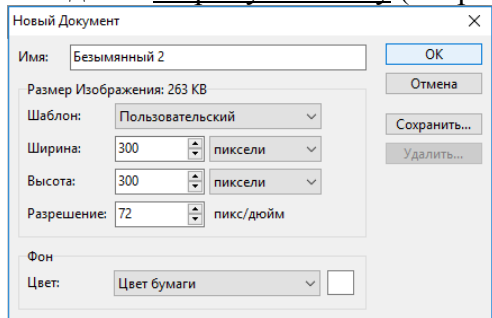 Новый Документ
Имя: Безымянный 2
OK
Размер Изображения: 263 KB
Отмена
Шаблон: Пользовательский
Сохранить...
Ширина: 300 пиксели
Удалить...
Высота: 300 пиксели
Разрешение: 72 пикс/дюйм
Фон
Цвет: Цвет бумаги